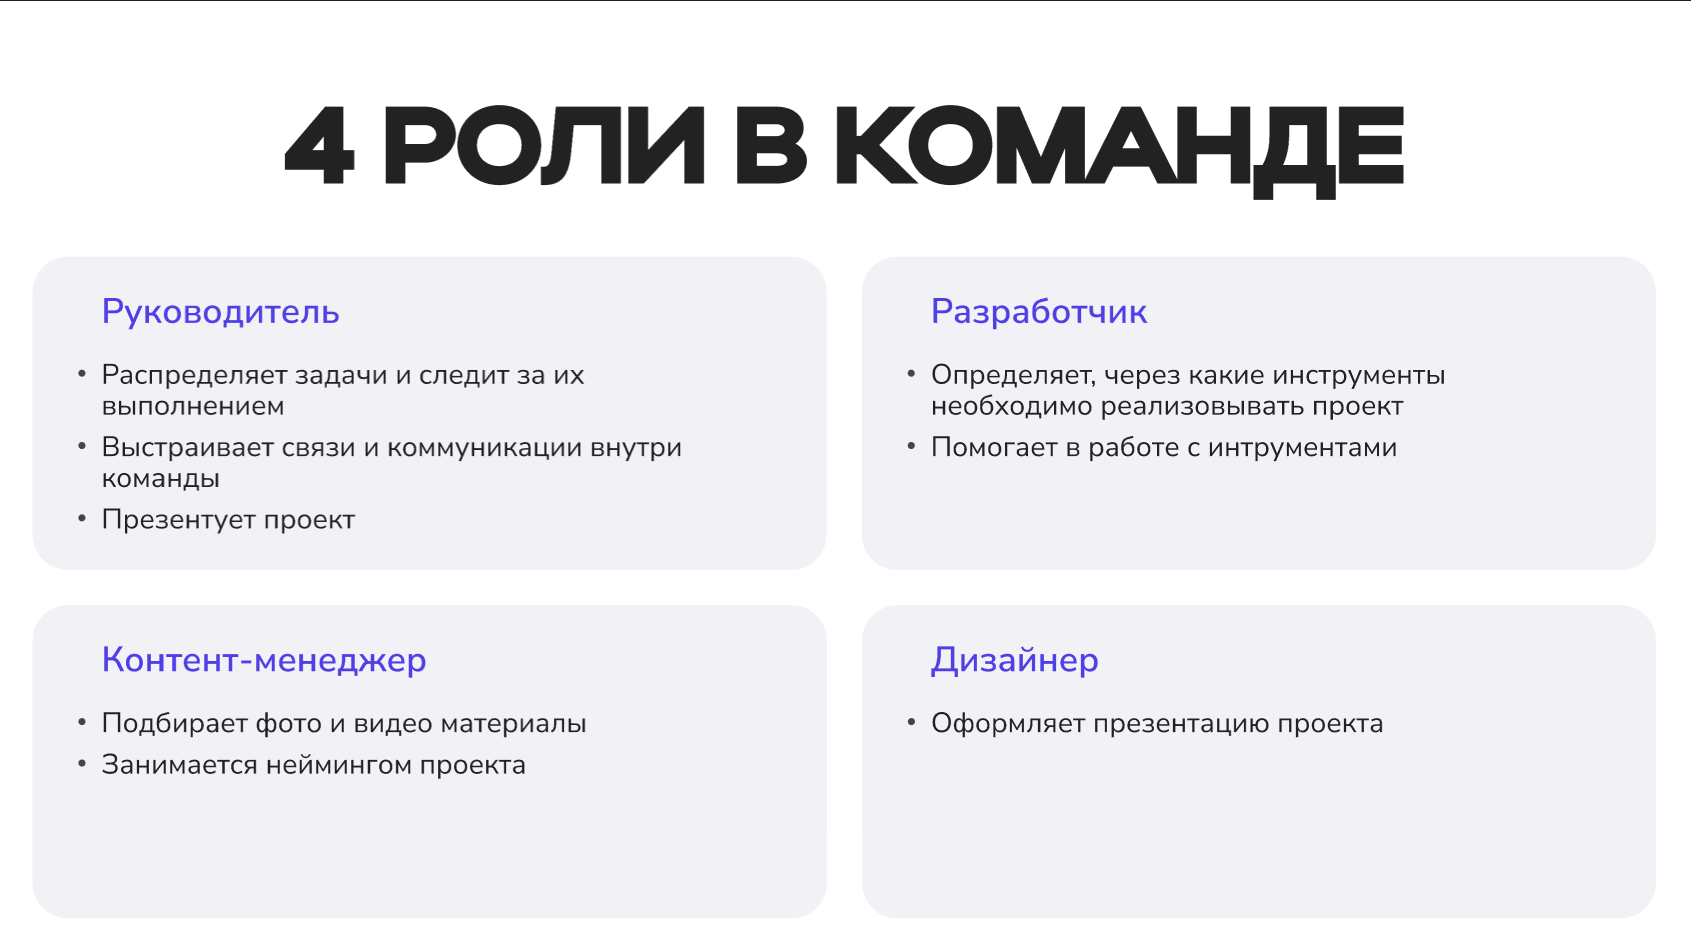 4 РОЛИ В КОМАНДЕ
Руководитель
• Распределяет задачи и следит за их
выполнением
• Выстраивает связи и коммуникации внутри
команды
• Презентует проект
Разработчик
• Определяет, через какие инструменты
необходимо реализовывать проект
• Помогает в работе с интрументами
Контент-менеджер
• Подбирает фото и видео материалы
• Занимается неймингом проекта
Дизайнер
• Оформляет презентацию проекта